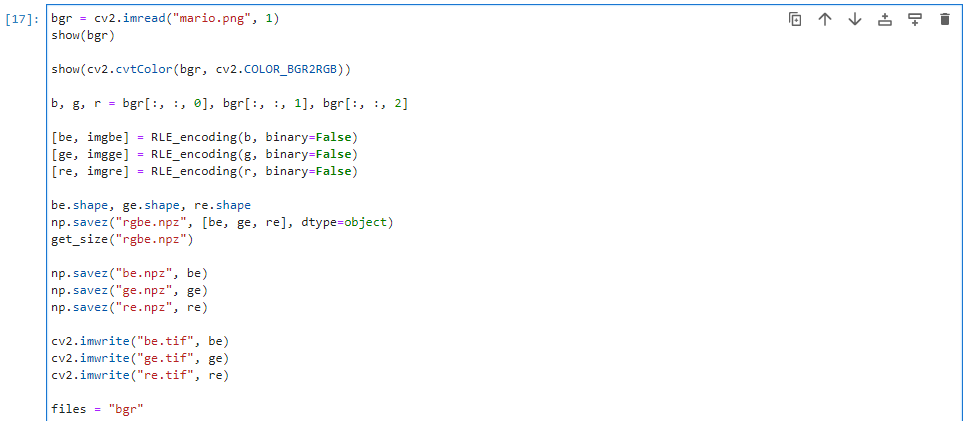 [17]: bgr = cv2.imread("mario.png", 1)
show(bgr)
show(cv2.cvtColor(bgr, cv2.COLOR_BGR2RGB))
b, g, r = bgr[:, :, 0], bgr[:, :, 1], bgr[:, :, 2]
[be, imgbe] = RLE_encoding(b, binary=False)
[ge, imgge] = RLE_encoding(g, binary=False)
[re, imgre] = RLE_encoding(r, binary=False)
be.shape, ge.shape, re.shape
np.savez("rgbe.npz", [be, ge, re], dtype=object)
get_size("rgbe.npz")
np.savez("be.npz", be)
np.savez("ge.npz", ge)
np.savez("re.npz", re)
cv2.imwrite("be.tif", be)
cv2.imwrite("ge.tif", ge)
cv2.imwrite("re.tif", re)
files = "bgr"